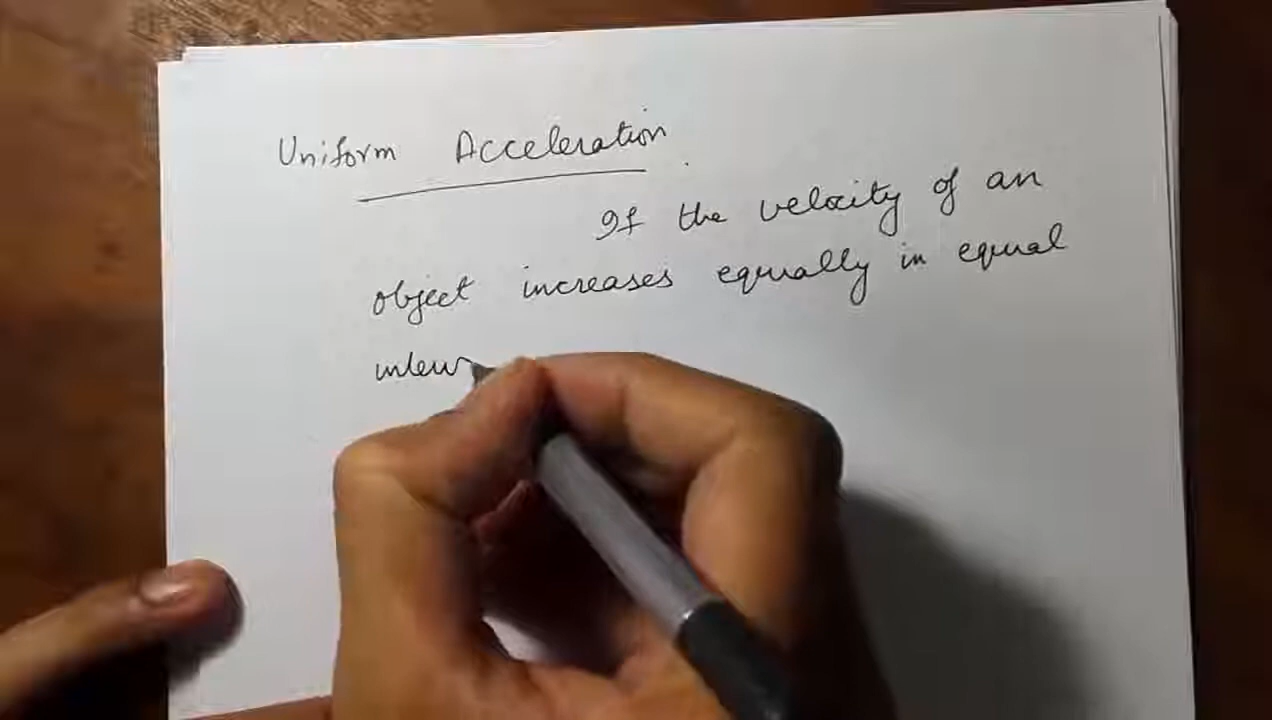 Uniform Acceleration
If the velocity of an
object increases equally in equal